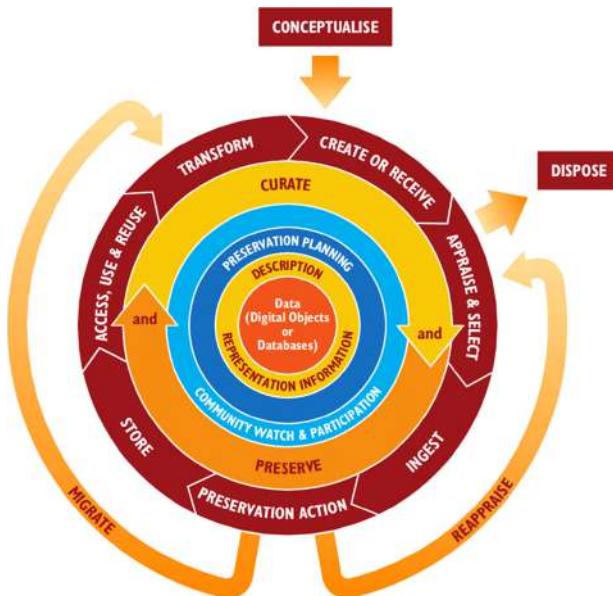 CONCEPTUALISE
CREATE OR RECEIVE
DISPOSE
APPRAISE & SELECT
INGEST
PRESERVATION ACTION
STORE
ACCESS, USE & REUSE
TRANSFORM
CURATE
and
PRESERVE
and
COMMUNITY WATCH & PARTICIPATION
PRESERVATION PLANNING
DESCRIPTION
REPRESENTATION INFORMATION
Data
(Digital Objects
or
Databases)
MIGRATE
REAPPRAISE